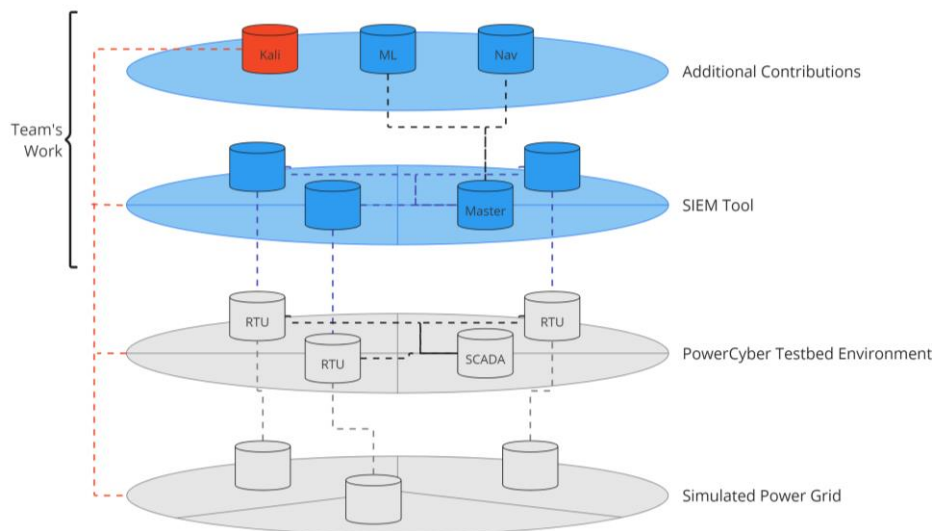 Kali
ML
Nav
Additional Contributions
Team's
Work
Master
SIEM Tool
RTU
RTU
RTU
SCADA
PowerCyber Testbed Environment
Simulated Power Grid